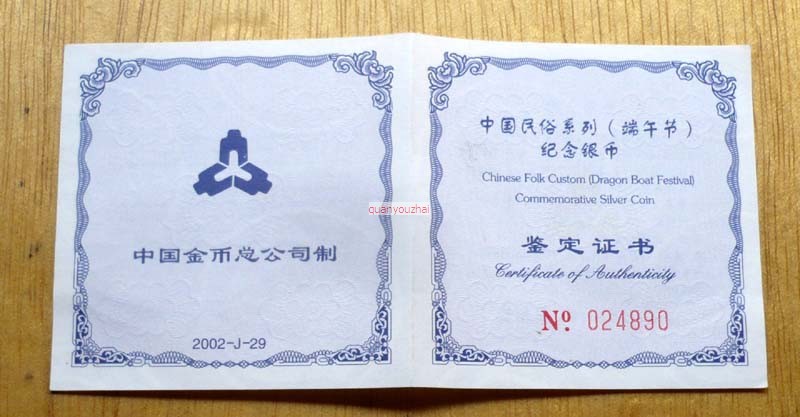 quanyouzhai
中国金币总公司制
2002-J-29
中国民俗系列（端午节）
纪念银币
Chinese Folk Custom (Dragon Boat Festival)
Commemorative Silver Coin
鉴定证书
Certificate of Authenticity
Nº 024890